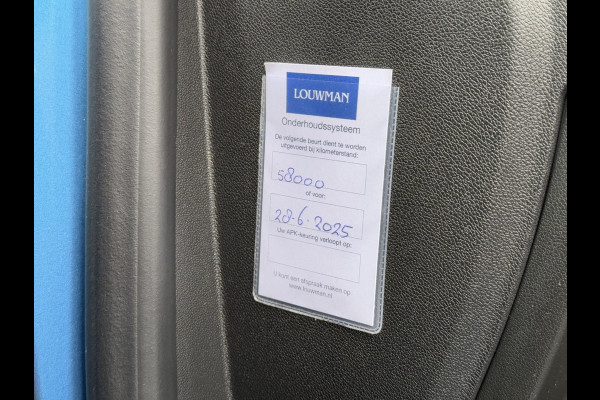 LOUWMAN
Onderhoudssysteem
De volgende beurt dient te worden
uitgevoerd bij kilometerstand:
58000
of voor:
28-6-2025
Uw APK-keuring verloopt op:
U kunt een afspraak maken op
www.louwman.nl